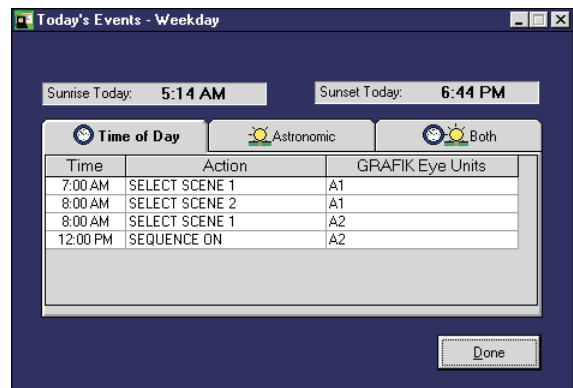 Today's Events - Weekday
Sunrise Today: 5:14 AM Sunset Today: 6:44 PM
Time of Day Astronomic Both
Time Action GRAFIK Eye Units
7:00 AM SELECT SCENE 1 A1
8:00 AM SELECT SCENE 2 A1
8:00 AM SELECT SCENE 1 A2
12:00 PM SEQUENCE ON A2
Done